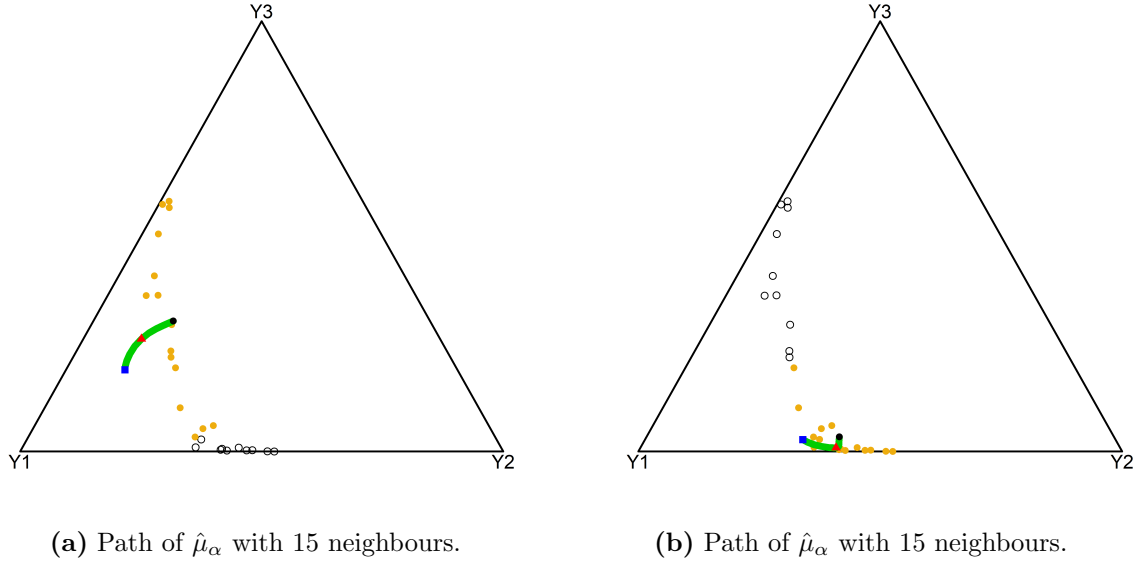 Y3
Y3
Y1
Y2
Y1
Y2
(a) Path of μ̂_α with 15 neighbours.
(b) Path of μ̂_α with 15 neighbours.